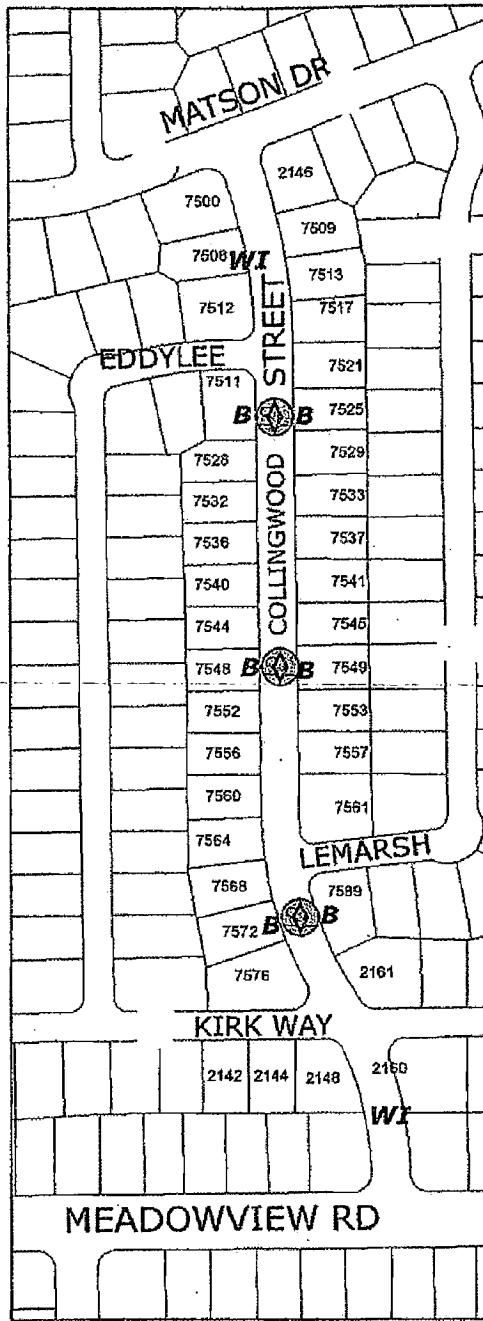 MATSON DR
2146
7500
7509
7508 WI
7513
7512
7517
STREET
EDDYLEE
7521
7511
B B
7525
7528
7529
COLLINGWOOD
7532
7533
7536
7537
7540
7541
7544
7545
7548
B B
7549
7552
7553
7556
7557
7560
7561
7564
LEMARSH
7568
7589
7572
B B
7576
2161
KIRK WAY
2142 2144 2148
2160
WI
MEADOWVIEW RD